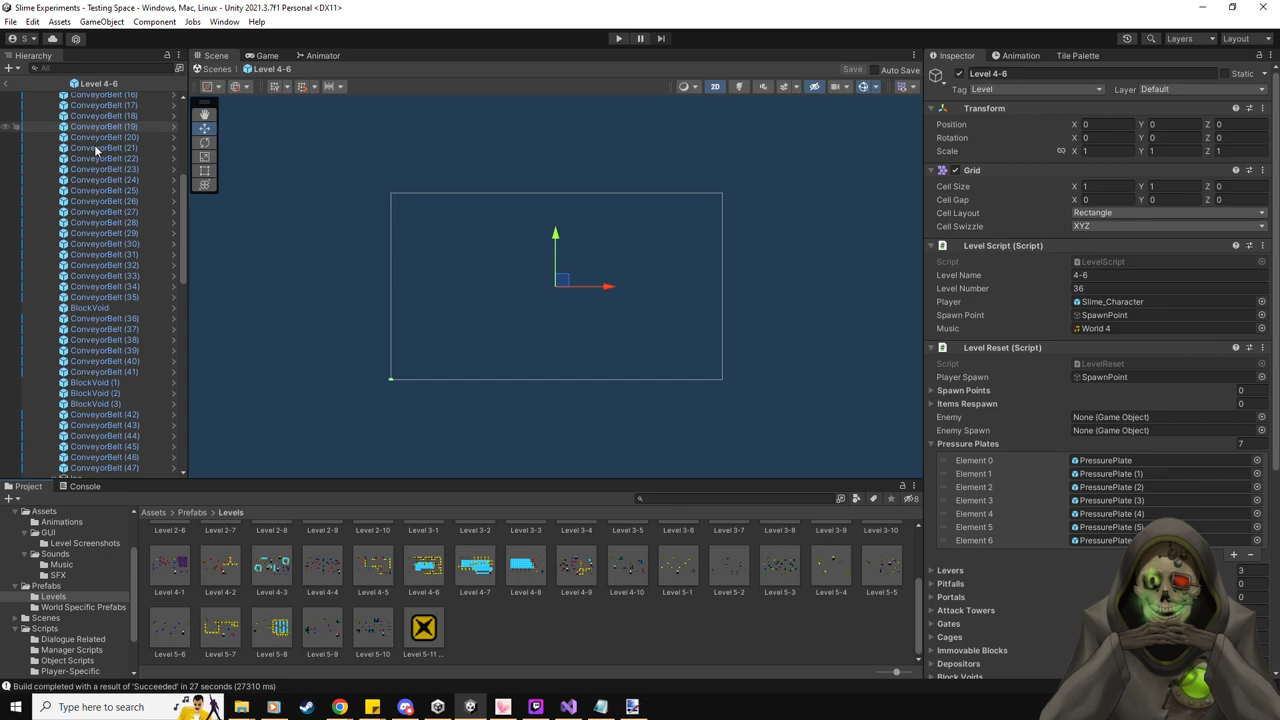 Slime Experiments - Testing Space - Windows, Mac, Linux - Unity 2021.3.7f1 Personal <DX11>
File Edit Assets GameObject Component Jobs Window Help
S Layers Layout
Hierarchy Scene Game Animator Inspector Animation Tile Palette
All Scenes Level 4-6 Save Auto Save
Level 4-6 2D
Level 4-6 Static
Tag Level Layer Default
ConveyorBelt (16)
ConveyorBelt (17)
ConveyorBelt (18)
ConveyorBelt (19)
ConveyorBelt (20)
ConveyorBelt (21)
ConveyorBelt (22)
ConveyorBelt (23)
ConveyorBelt (24)
ConveyorBelt (25)
ConveyorBelt (26)
ConveyorBelt (27)
ConveyorBelt (28)
ConveyorBelt (29)
ConveyorBelt (30)
ConveyorBelt (31)
ConveyorBelt (32)
ConveyorBelt (33)
ConveyorBelt (34)
ConveyorBelt (35)
BlockVoid
ConveyorBelt (36)
ConveyorBelt (37)
ConveyorBelt (38)
ConveyorBelt (39)
ConveyorBelt (40)
ConveyorBelt (41)
BlockVoid (1)
BlockVoid (2)
BlockVoid (3)
ConveyorBelt (42)
ConveyorBelt (43)
ConveyorBelt (44)
ConveyorBelt (45)
ConveyorBelt (46)
ConveyorBelt (47)
Transform
Position X 0 Y 0 Z 0
Rotation X 0 Y 0 Z 0
Scale X 1 Y 1 Z 1
Grid
Cell Size X 1 Y 1 Z 1
Cell Gap X 0 Y 0 Z 0
Cell Layout Rectangle
Cell Swizzle XYZ
Level Script (Script)
Script LevelScript
Level Name 4-6
Level Number 36
Player Slime_Character
Spawn Point SpawnPoint
Music World 4
Level Reset (Script)
Script LevelReset
Player Spawn SpawnPoint
Spawn Points 0
Items Respawn 0
Enemy None (Game Object)
Enemy Spawn None (Game Object)
Pressure Plates 7
Element 0 PressurePlate
Element 1 PressurePlate (1)
Element 2 PressurePlate (2)
Element 3 PressurePlate (3)
Element 4 PressurePlate (4)
Element 5 PressurePlate (5)
Element 6 PressurePlate
Levers 3
Pitfalls 0
Portals 0
Attack Towers
Gates
Cages
Immovable Blocks
Depositors
Block Voids
Project Console
8
Assets
Animations
GUI
Level Screenshots
Sounds
Music
SFX
Prefabs
Levels
World Specific Prefabs
Scenes
Scripts
Dialogue Related
Manager Scripts
Object Scripts
Player-Specific
Assets > Prefabs > Levels
Level 2-6 Level 2-7 Level 2-8 Level 2-9 Level 2-10 Level 3-1 Level 3-2 Level 3-3 Level 3-4 Level 3-5 Level 3-6 Level 3-7 Level 3-8 Level 3-9 Level 3-10
Level 4-1 Level 4-2 Level 4-3 Level 4-4 Level 4-5 Level 4-6 Level 4-7 Level 4-8 Level 4-9 Level 4-10 Level 5-1 Level 5-2 Level 5-3 Level 5-4 Level 5-5
Level 5-6 Level 5-7 Level 5-8 Level 5-9 Level 5-10 Level 5-11 ...
Build completed with a result of 'Succeeded' in 27 seconds (27310 ms)
Type here to search